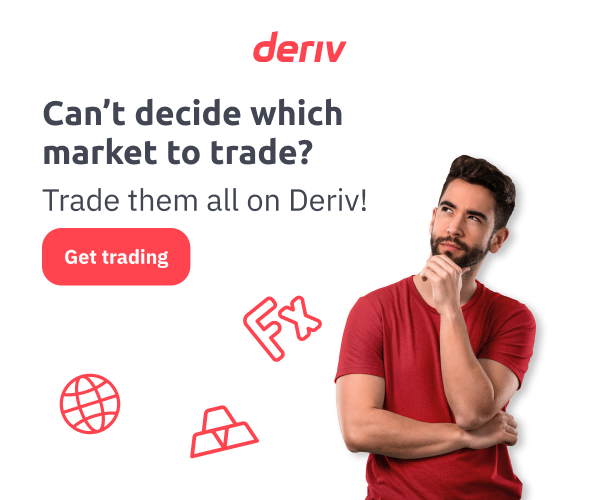 deriv
Can’t decide which
market to trade?
Trade them all on Deriv!
Get trading
Fx